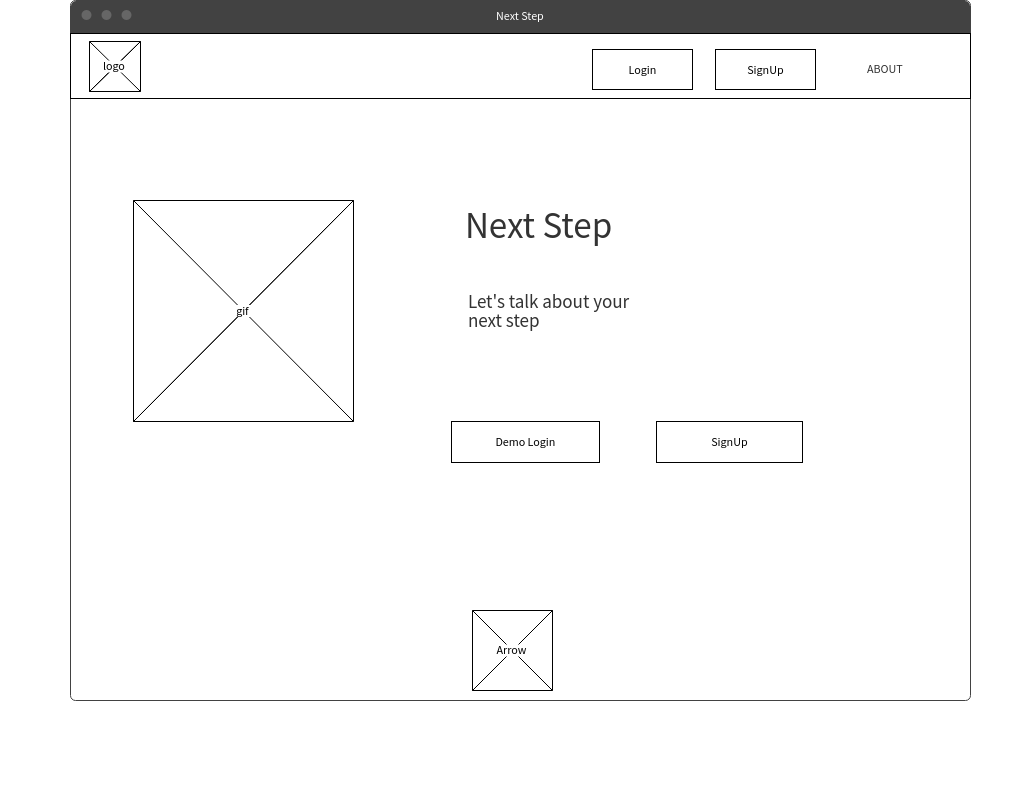 Next Step
logo
Login
SignUp
ABOUT
Next Step
gif
Let's talk about your
next step
Demo Login
SignUp
Arrow